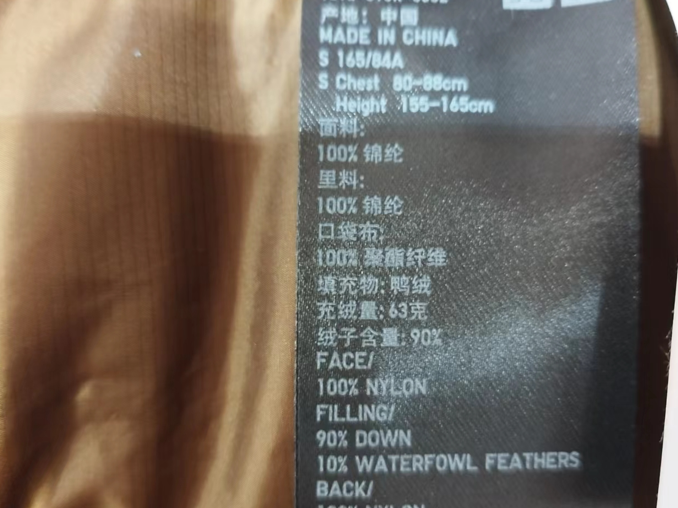 产地: 中国
MADE IN CHINA
S 165/84A
S Chest 80-88cm
Height 155-165cm
面料:
100% 锦纶
里料:
100% 锦纶
口袋布:
100% 聚酯纤维
填充物: 鸭绒
充绒量: 63克
绒子含量: 90%
FACE/
100% NYLON
FILLING/
90% DOWN
10% WATERFOWL FEATHERS
BACK/
100% NYLON